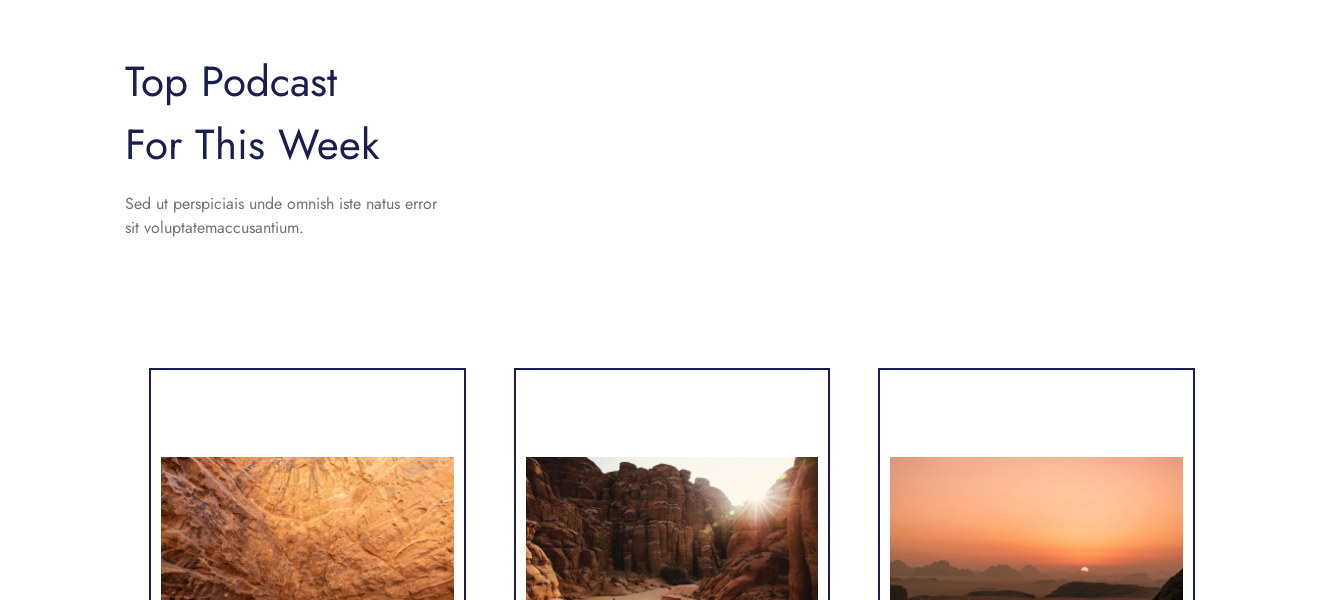 Top Podcast
For This Week
Sed ut perspiciais unde omnish iste natus error
sit voluptatemaccusantium.